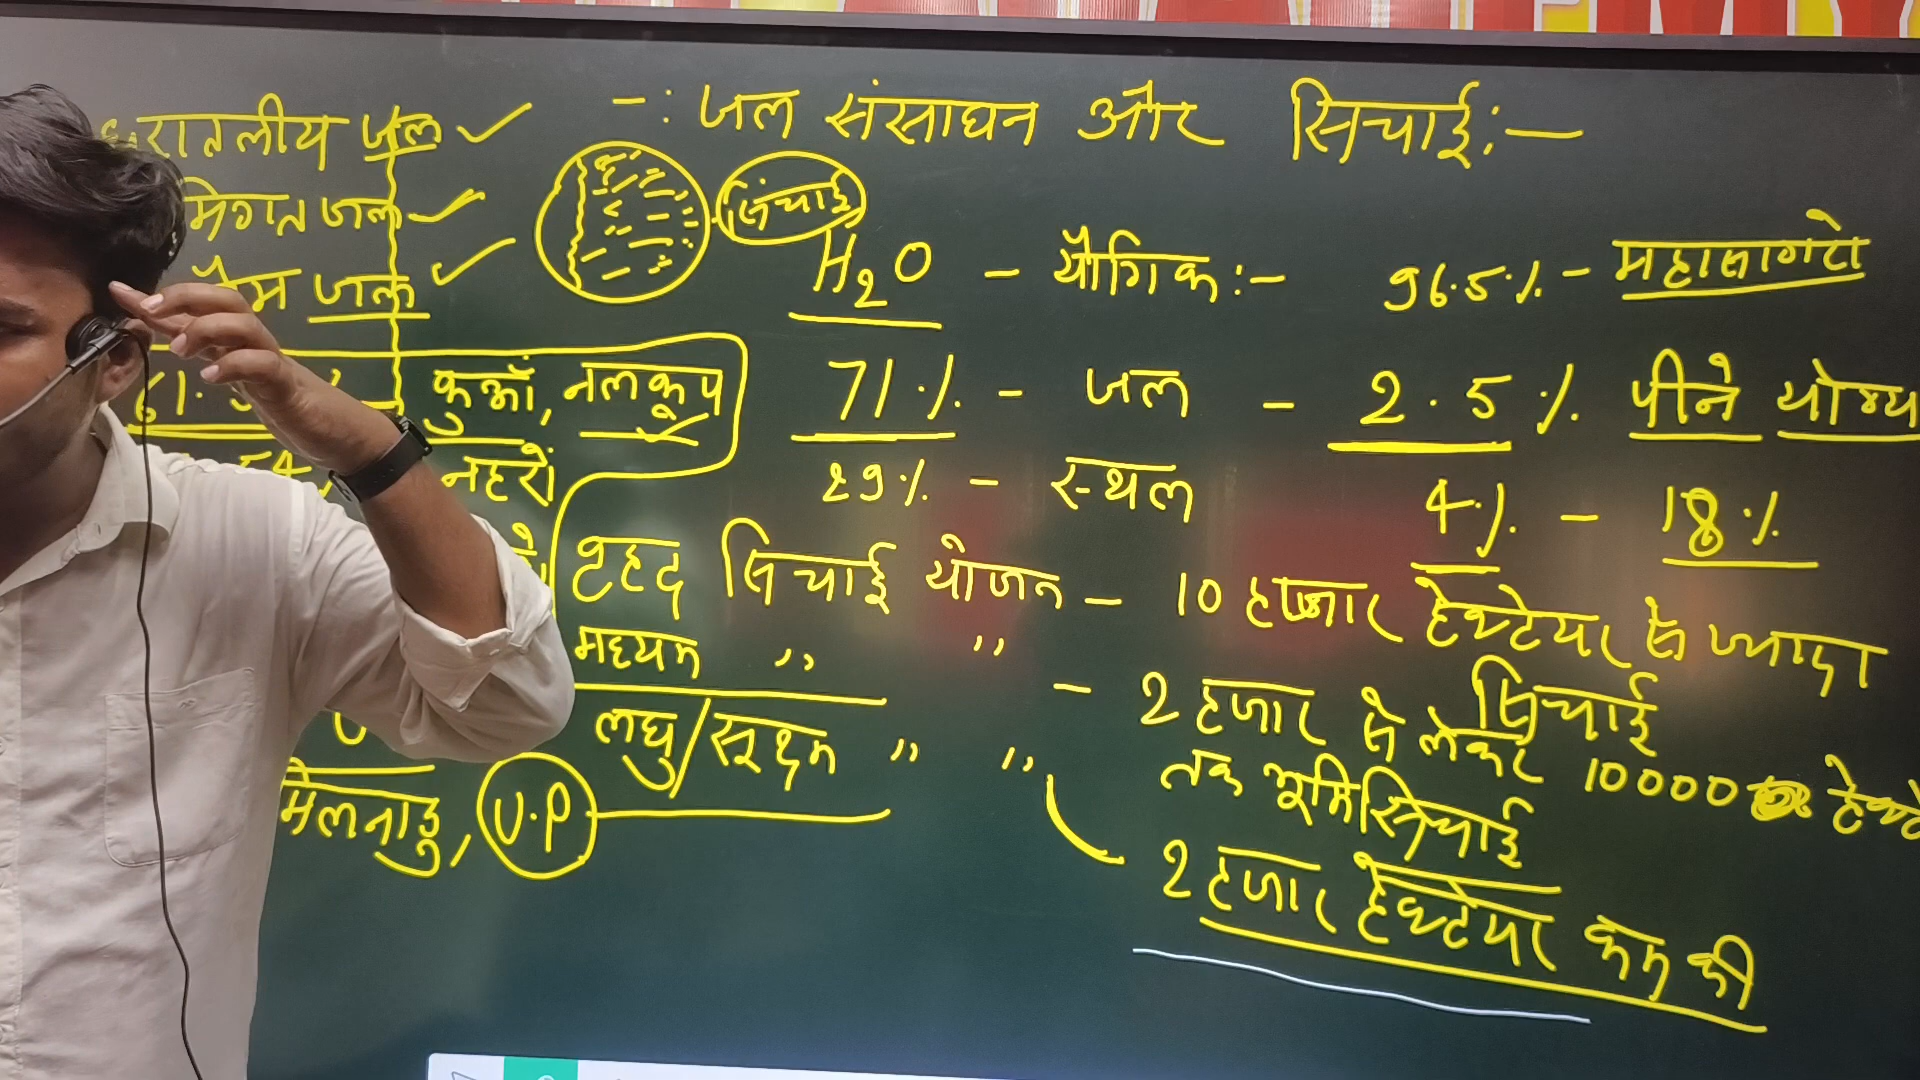 -: जल संसाधन और सिचाई:-
धरातलीय जल
जल
जल
सिंचाई
H2O - यौगिक:- 96.5% - महासागरो
71% - जल - 2.5% पीने योग्य
29% - स्थल 4% - 18%
कुआँ, नलकूप
नहरें
वृहद सिचाई योजन - 10 हजार हेक्टेयर से ज्यादा सिचाई
मध्यम " " - 2 हजार से लेकर 10000 हेक्टे
तक भूमि सिचाई
लघु/सूक्ष्म " "
2 हजार हेक्टेयर कम की
मिलनाडु, U.P